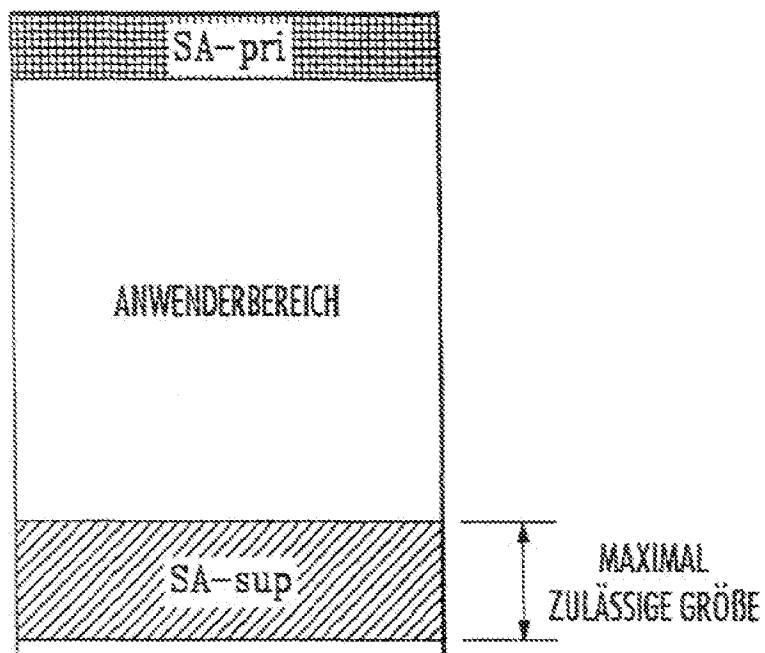 SA-pri
ANWENDERBEREICH
SA-sup
MAXIMAL
ZULÄSSIGE GRÖßE